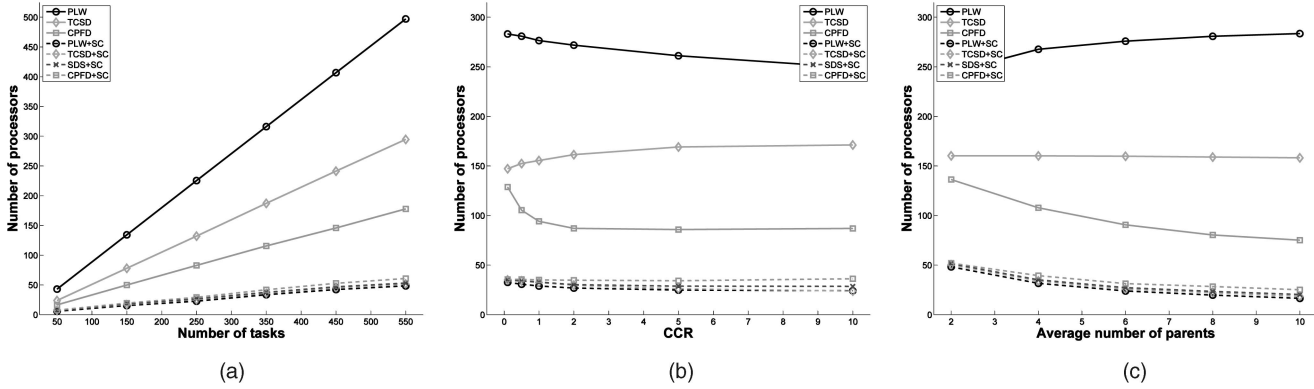 500
450
400
350
300
250
200
150
100
50
0
Number of processors
PLW
TCSD
CPFD
PLW+SC
TCSD+SC
SDS+SC
CPFD+SC
50 100 150 200 250 300 350 400 450 500 550
Number of tasks
(a)
300
250
200
150
100
50
0
Number of processors
PLW
TCSD
CPFD
PLW+SC
TCSD+SC
SDS+SC
CPFD+SC
0 1 2 3 4 5 6 7 8 9 10
CCR
(b)
300
250
200
150
100
50
0
Number of processors
PLW
TCSD
CPFD
PLW+SC
TCSD+SC
SDS+SC
CPFD+SC
2 3 4 5 6 7 8 9 10
Average number of parents
(c)